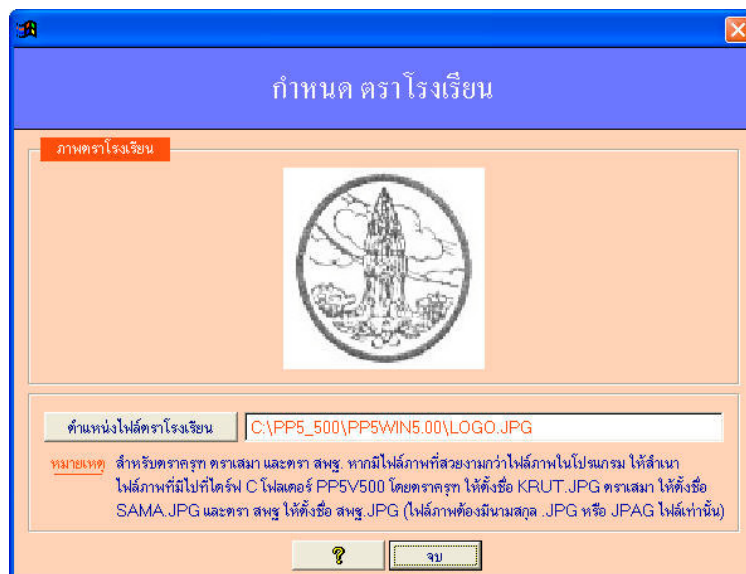 กำหนด ตราโรงเรียน
ภาพตราโรงเรียน
ตำแหน่งไฟล์ตราโรงเรียน C:\PP5_500\PP5WIN5.00\LOGO.JPG
หมายเหตุ สำหรับตราครุฑ ตราเสมา และตรา สพฐ. หากมีไฟล์ภาพที่สวยงามกว่าไฟล์ภาพในโปรแกรม ให้สำเนา
ไฟล์ภาพที่มีไปที่ไดร์ฟ C โฟลเดอร์ PP5V500 โดยตราครุฑ ให้ตั้งชื่อ KRUT.JPG ตราเสมา ให้ตั้งชื่อ
SAMA.JPG และตรา สพฐ ให้ตั้งชื่อ สพฐ.JPG (ไฟล์ภาพต้องมีนามสกุล .JPG หรือ JPAG ไฟล์เท่านั้น)
? จบ